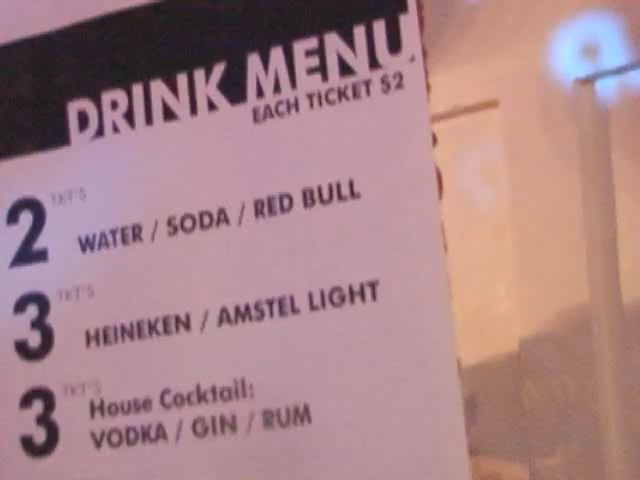 DRINK MENU
EACH TICKET $2
2 TKT'S
WATER / SODA / RED BULL
3 TKT'S
HEINEKEN / AMSTEL LIGHT
3 TKT'S
House Cocktail:
VODKA / GIN / RUM